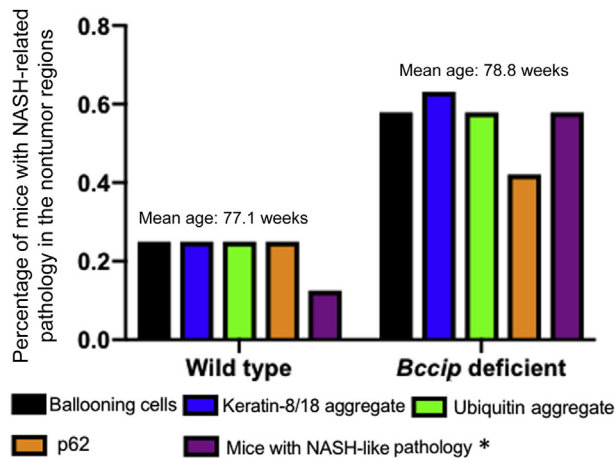 Percentage of mice with NASH-related
pathology in the nontumor regions
0.8
0.6
0.4
0.2
0.0
Mean age: 77.1 weeks
Mean age: 78.8 weeks
Wild type
Bccip deficient
Ballooning cells
Keratin-8/18 aggregate
Ubiquitin aggregate
p62
Mice with NASH-like pathology *